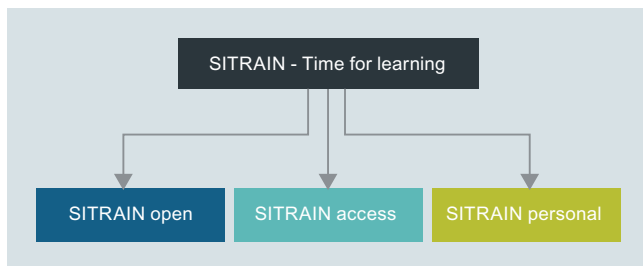 SITRAIN - Time for learning
SITRAIN open
SITRAIN access
SITRAIN personal